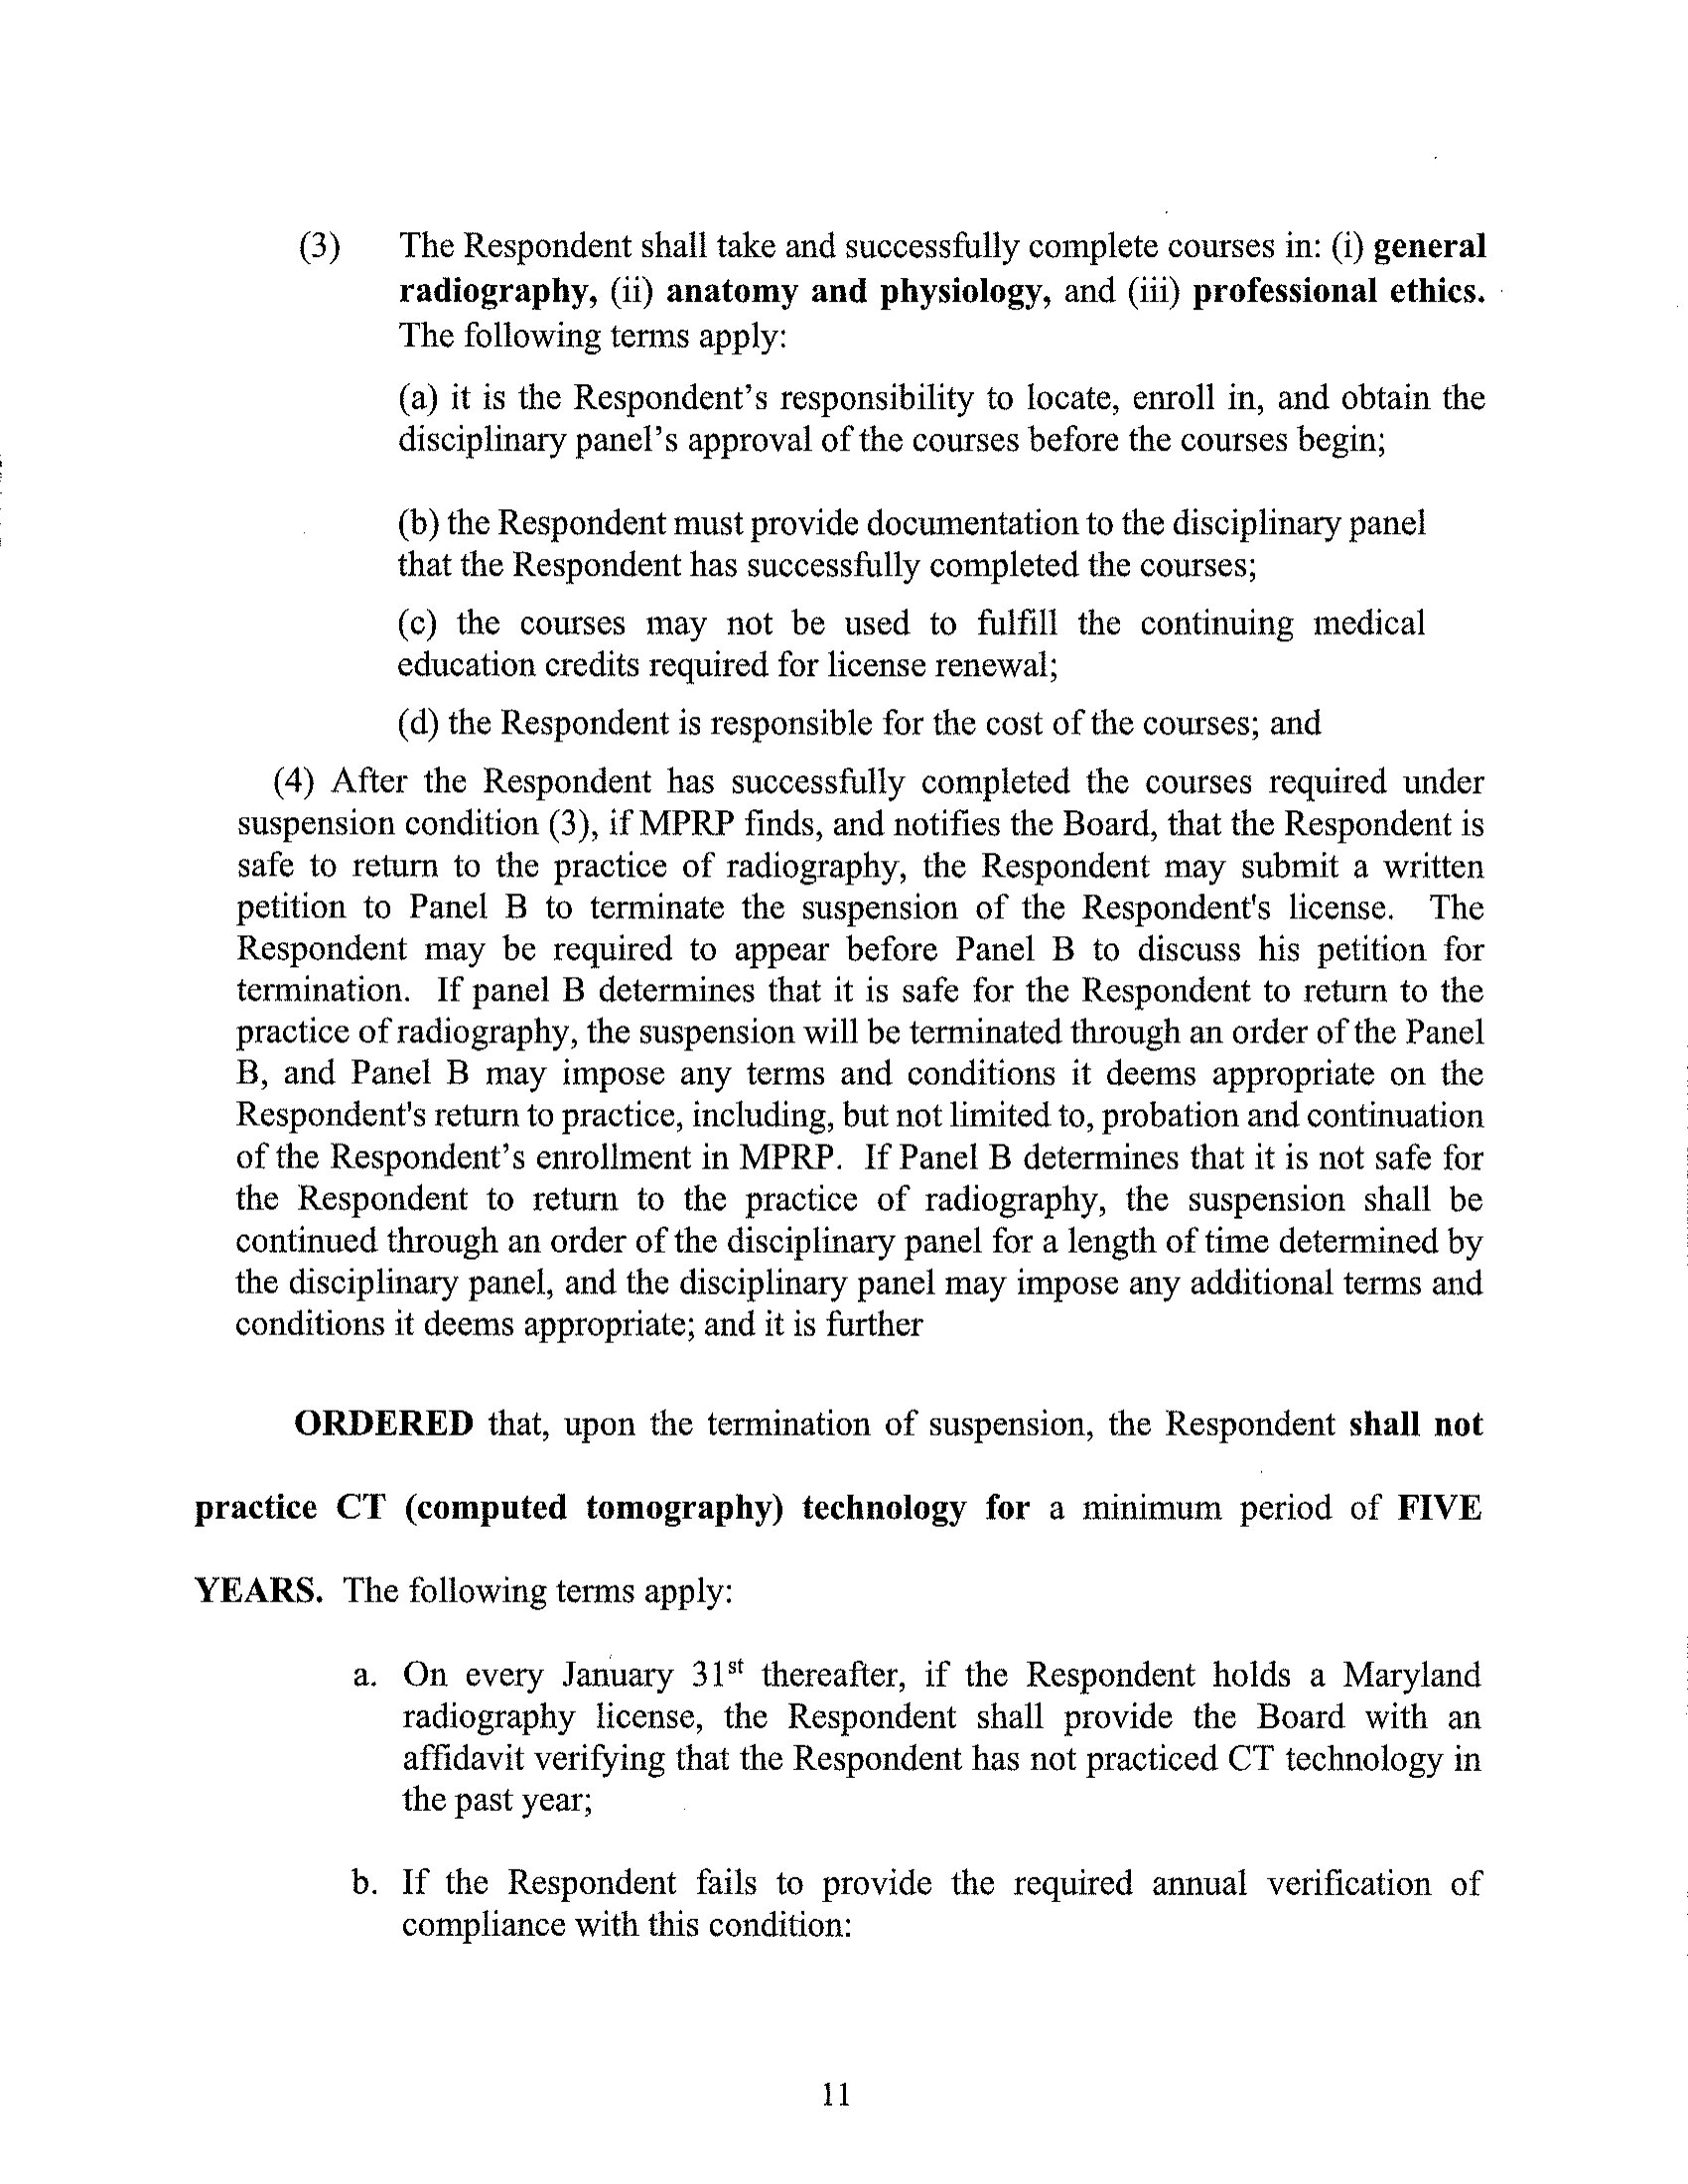 (3) The Respondent shall take and successfully complete courses in: (i) general
radiography, (ii) anatomy and physiology, and (iii) professional ethics.
The following terms apply:
(a) it is the Respondent's responsibility to locate, enroll in, and obtain the
disciplinary panel's approval of the courses before the courses begin;
(b) the Respondent must provide documentation to the disciplinary panel
that the Respondent has successfully completed the courses;
(c) the courses may not be used to fulfill the continuing medical
education credits required for license renewal;
(d) the Respondent is responsible for the cost of the courses; and
(4) After the Respondent has successfully completed the courses required under
suspension condition (3), if MPRP finds, and notifies the Board, that the Respondent is
safe to return to the practice of radiography, the Respondent may submit a written
petition to Panel B to terminate the suspension of the Respondent's license. The
Respondent may be required to appear before Panel B to discuss his petition for
termination. If panel B determines that it is safe for the Respondent to return to the
practice of radiography, the suspension will be terminated through an order of the Panel
B, and Panel B may impose any terms and conditions it deems appropriate on the
Respondent's return to practice, including, but not limited to, probation and continuation
of the Respondent's enrollment in MPRP. If Panel B determines that it is not safe for
the Respondent to return to the practice of radiography, the suspension shall be
continued through an order of the disciplinary panel for a length of time determined by
the disciplinary panel, and the disciplinary panel may impose any additional terms and
conditions it deems appropriate; and it is further
ORDERED that, upon the termination of suspension, the Respondent shall not
practice CT (computed tomography) technology for a minimum period of FIVE
YEARS. The following terms apply:
a. On every January 31st thereafter, if the Respondent holds a Maryland
radiography license, the Respondent shall provide the Board with an
affidavit verifying that the Respondent has not practiced CT technology in
the past year;
b. If the Respondent fails to provide the required annual verification of
compliance with this condition:
11